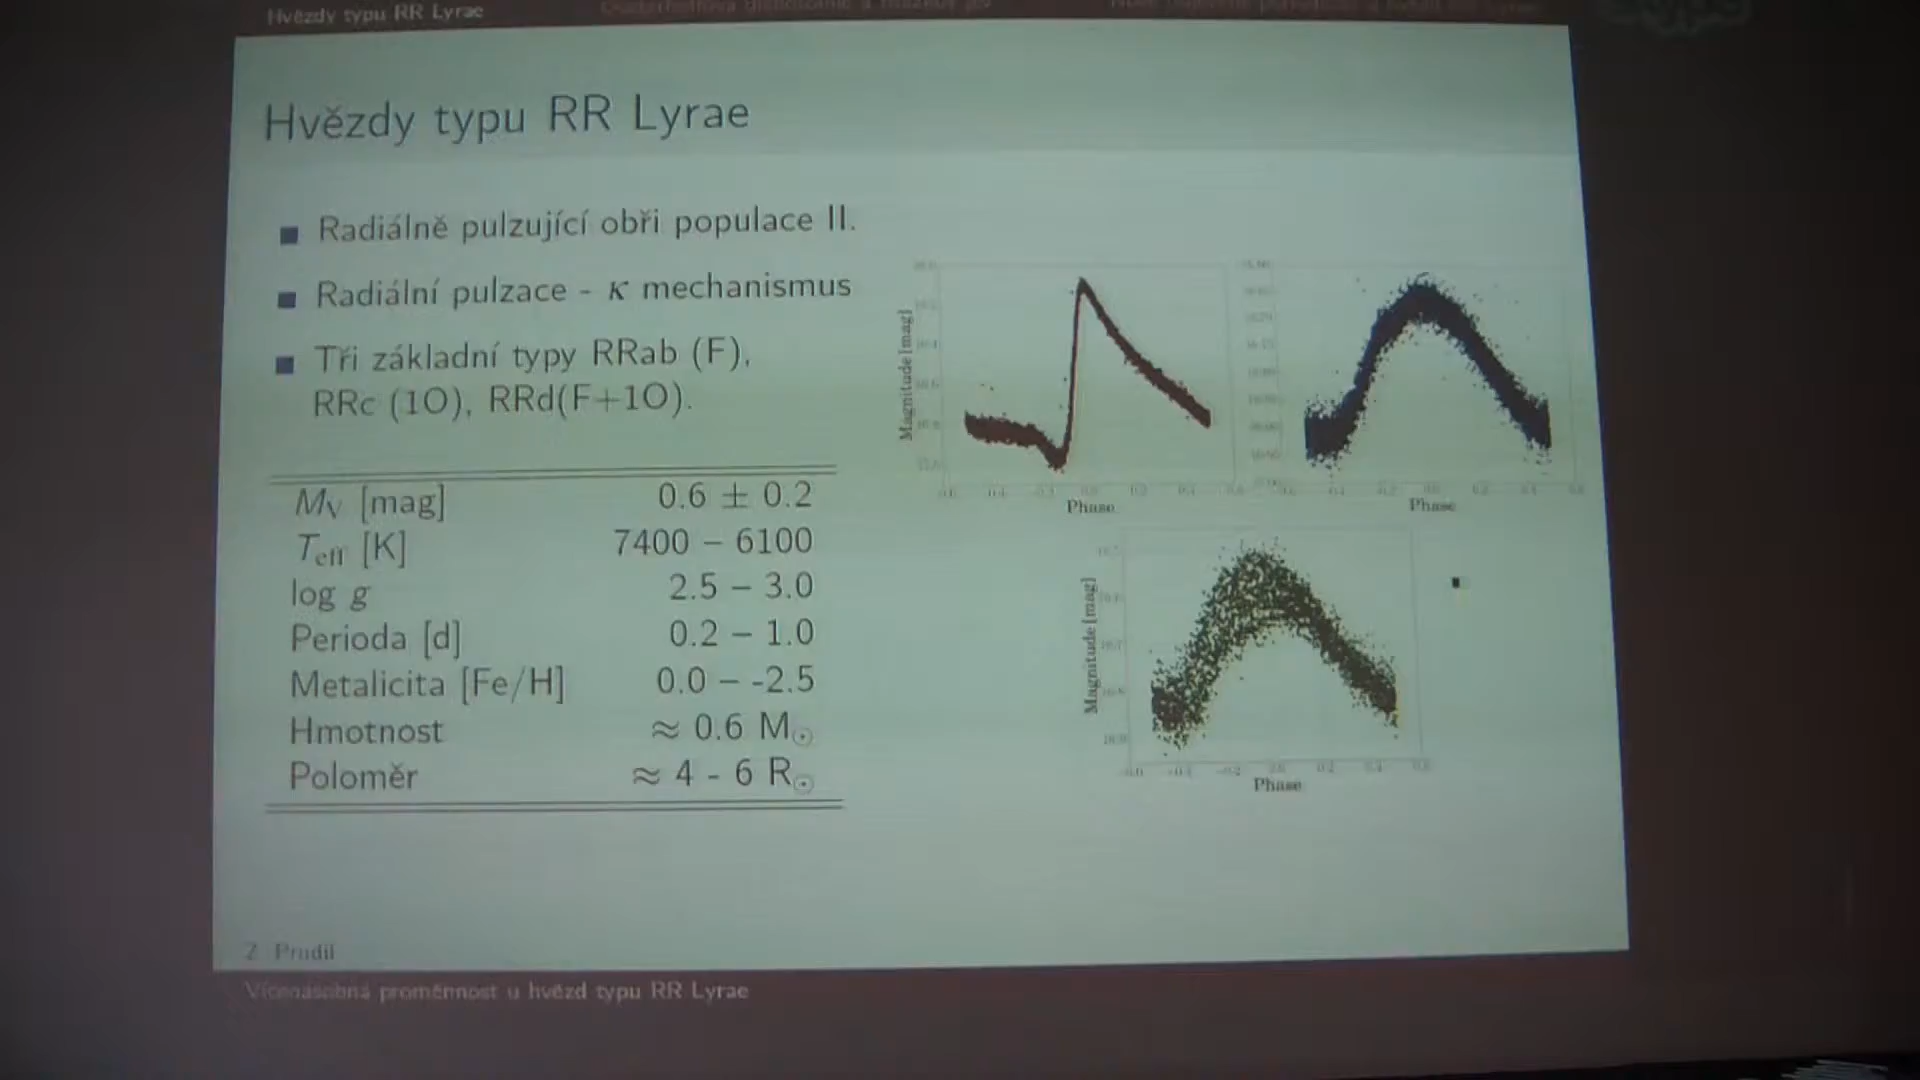 Hvězdy typu RR Lyrae
Hvězdy typu RR Lyrae
Radiálně pulzující obři populace II.
Radiální pulzace - κ mechanismus
Tři základní typy RRab (F),
RRc (1O), RRd(F+1O).
M_V [mag] 0.6 ± 0.2
T_eff [K] 7400 – 6100
log g 2.5 – 3.0
Perioda [d] 0.2 – 1.0
Metalicita [Fe/H] 0.0 – -2.5
Hmotnost ≈ 0.6 M☉
Poloměr ≈ 4 - 6 R☉
Magnitude [mag]
Phase
Phase
Magnitude [mag]
Phase
Z. Prudil
Vícenásobná proměnnost u hvězd typu RR Lyrae